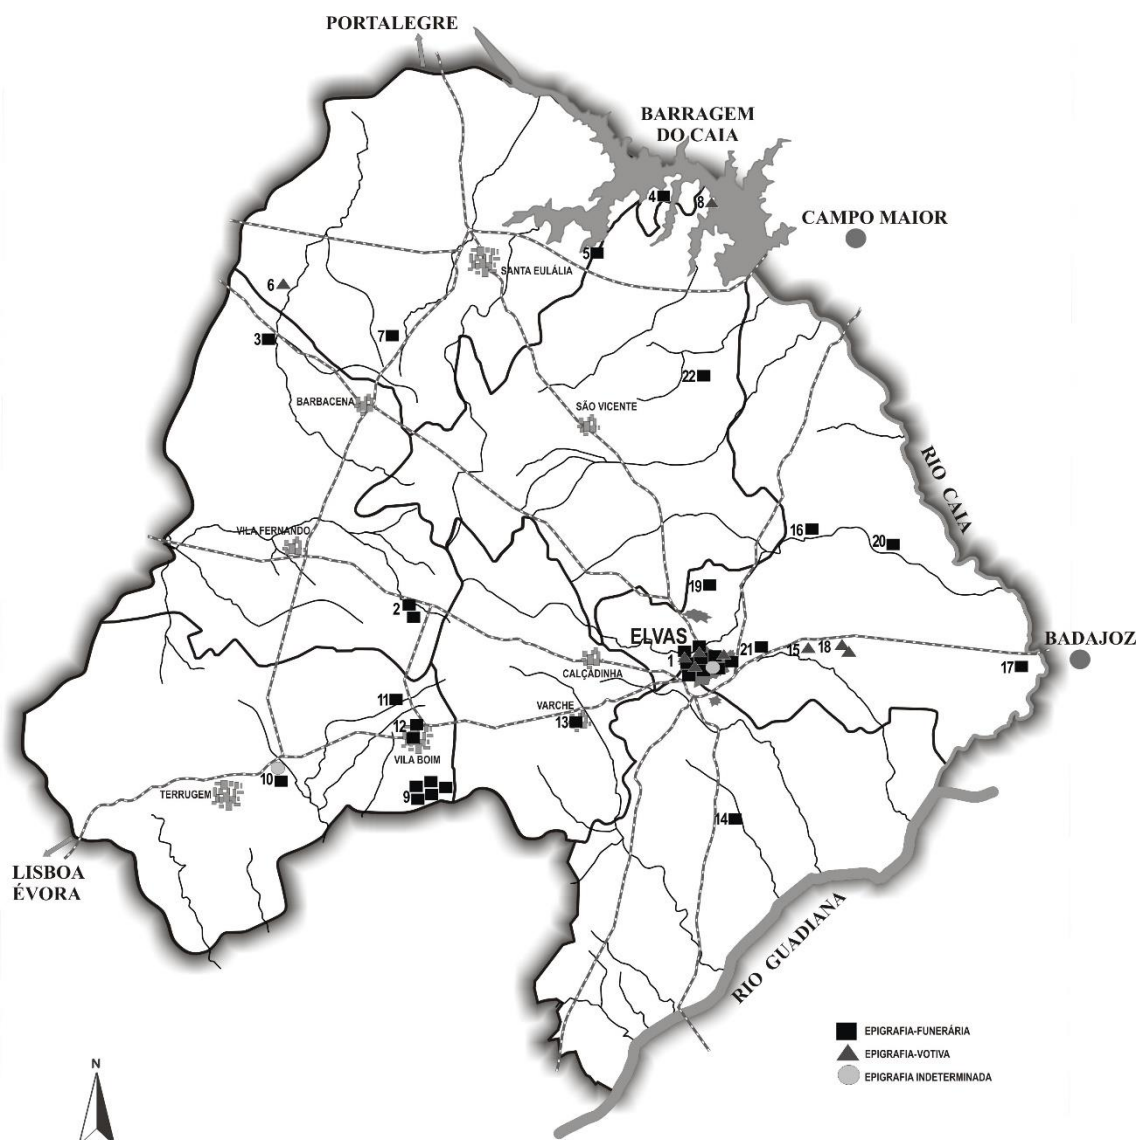 PORTALEGRE
BARRAGEM
DO CAIA
4
8
CAMPO MAIOR
5
SANTA EULÁLIA
6
3
7
22
BARBACENA
SÃO VICENTE
RIO CAIA
VILA FERNANDO
16
20
19
2
ELVAS
1
21
15
18
BADAJOZ
17
CALÇADINHA
11
VARCHE
12
13
VILA BOIM
10
TERRUGEM
9
14
LISBOA
ÉVORA
RIO GUADIANA
EPIGRAFIA-FUNERÁRIA
EPIGRAFIA-VOTIVA
EPIGRAFIA INDETERMINADA
N